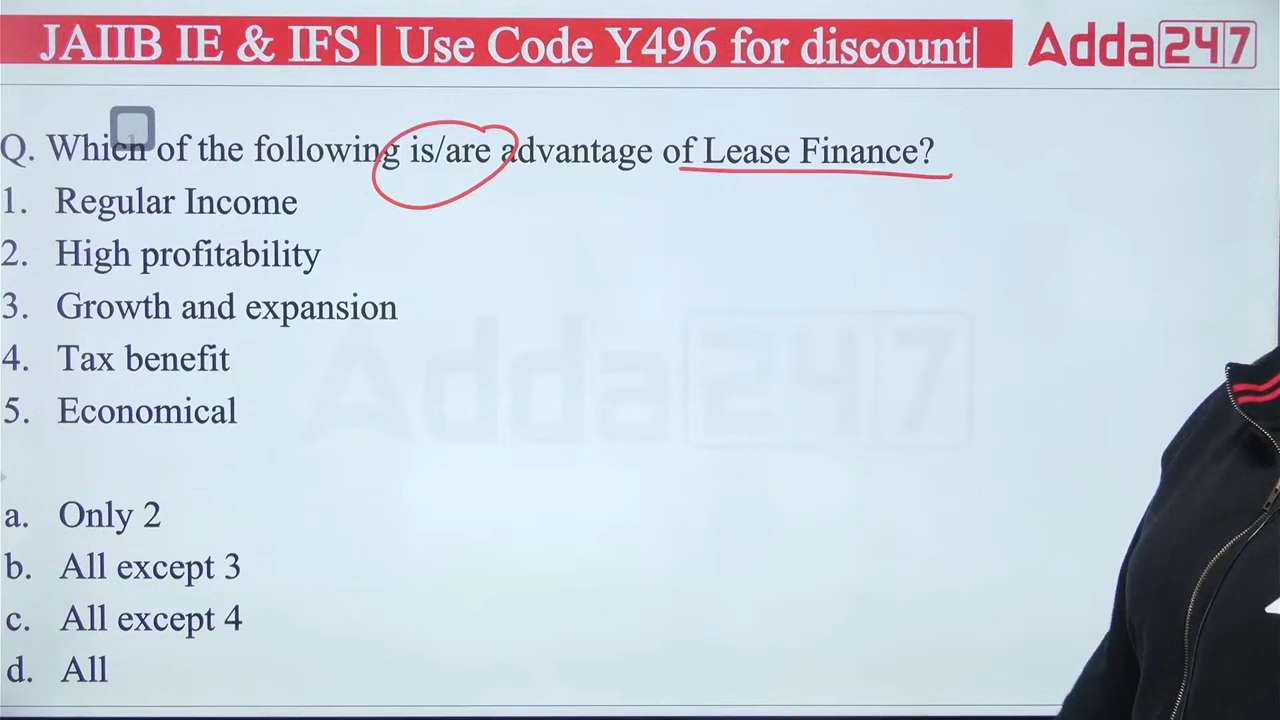 JAIIB IE & IFS | Use Code Y496 for discount|
Adda247
Q. Which of the following is/are advantage of Lease Finance?
1. Regular Income
2. High profitability
3. Growth and expansion
4. Tax benefit
5. Economical
Adda247
a. Only 2
b. All except 3
c. All except 4
d. All